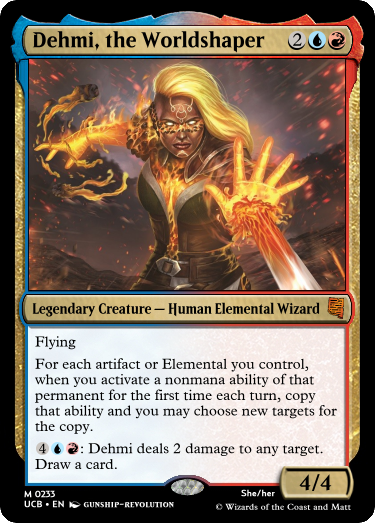 Dehmi, the Worldshaper 2
Legendary Creature — Human Elemental Wizard
Flying
For each artifact or Elemental you control,
when you activate a nonmana ability of that
permanent for the first time each turn, copy
that ability and you may choose new targets for
the copy.
4: Dehmi deals 2 damage to any target.
Draw a card.
4/4
M 0233
She/her
UCB • EN GUNSHIP-REVOLUTION
© Wizards of the Coast and Matt